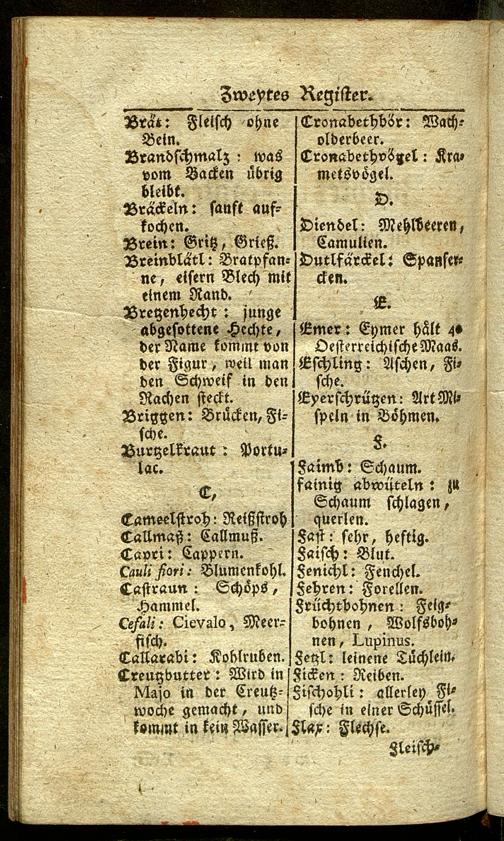 Zweytes Register.
Brät: Fleisch ohne
Bein.
Brandschmalz: was
vom Backen übrig
bleibt.
Bräckeln: sanft auf-
kochen.
Brein: Gritz, Grieß.
Breinblätl: Bratpfan-
ne, eisern Blech mit
einem Rand.
Bretzenhecht: junge
abgesottene Hechte,
der Name kommt von
der Figur, weil man
den Schweif in den
Rachen steckt.
Briggen: Brücken, Fi-
sche.
Burtzelkraut: Portu-
lac.
C,
Cameelstroh: Reißstroh
Callmaß: Callmuß.
Capri: Cappern.
Cauli fiori: Blumenkohl.
Castraun: Schöps,
Hammel.
Cefali: Cievalo, Meer-
fisch.
Callarabi: Kohlruben.
Creutzbutter: Wird in
Majo in der Creutz-
woche gemacht, und
kommt in kein Wasser.
Cronabethbör: Wach-
olderbeer.
Cronabethvögel: Kra-
metsvögel.
D.
Diendel: Mehlbeeren,
Camulien.
Dutlfärckel: Spanfer-
cken.
E.
Emer: Eymer hält 40
Oesterreichische Maas.
Eschling: Aschen, Fi-
sche.
Eyerschrützen: Art Mi-
speln in Böhmen.
F.
Faimb: Schaum.
fainig abwüteln: zu
Schaum schlagen,
querlen.
Fast: sehr, heftig.
Faisch: Blut.
Fenichl: Fenchel.
Fehren: Forellen.
Früchtbohnen: Feig-
bohnen, Wolfsboh-
nen, Lupinus.
Fetzl: leinene Tüchlein.
Ficken: Reiben.
Fischohli: allerley Fi-
sche in einer Schüssel.
Flax: Flechse.
Fleisch-